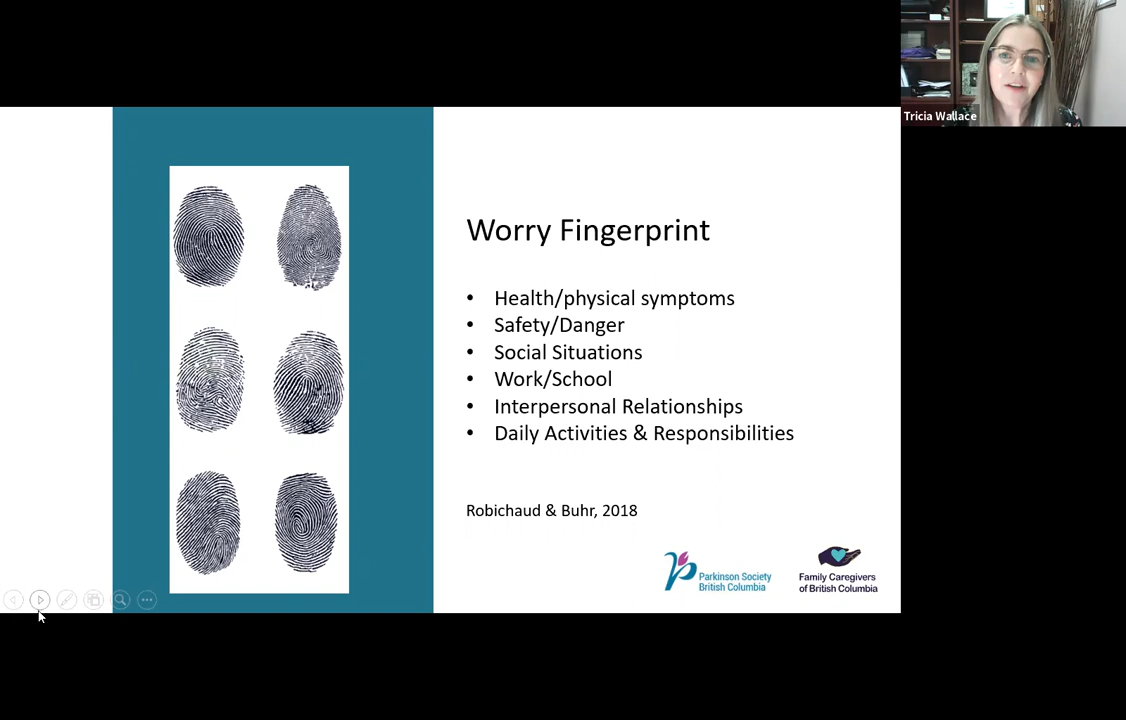 Tricia Wallace
Worry Fingerprint
• Health/physical symptoms
• Safety/Danger
• Social Situations
• Work/School
• Interpersonal Relationships
• Daily Activities & Responsibilities
Robichaud & Buhr, 2018
Parkinson Society
British Columbia
Family Caregivers
of British Columbia